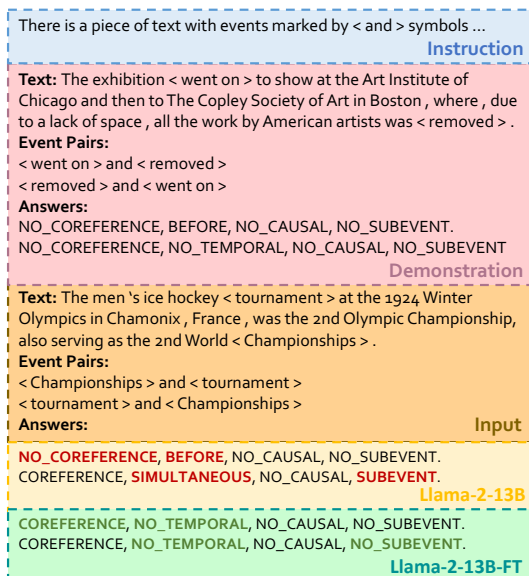 There is a piece of text with events marked by < and > symbols ...
Instruction
Text: The exhibition < went on > to show at the Art Institute of
Chicago and then to The Copley Society of Art in Boston , where , due
to a lack of space , all the work by American artists was < removed > .
Event Pairs:
< went on > and < removed >
< removed > and < went on >
Answers:
NO_COREFERENCE, BEFORE, NO_CAUSAL, NO_SUBEVENT.
NO_COREFERENCE, NO_TEMPORAL, NO_CAUSAL, NO_SUBEVENT
Demonstration
Text: The men 's ice hockey < tournament > at the 1924 Winter
Olympics in Chamonix , France , was the 2nd Olympic Championship,
also serving as the 2nd World < Championships > .
Event Pairs:
< Championships > and < tournament >
< tournament > and < Championships >
Answers:
Input
NO_COREFERENCE, BEFORE, NO_CAUSAL, NO_SUBEVENT.
COREFERENCE, SIMULTANEOUS, NO_CAUSAL, SUBEVENT.
Llama-2-13B
COREFERENCE, NO_TEMPORAL, NO_CAUSAL, NO_SUBEVENT.
COREFERENCE, NO_TEMPORAL, NO_CAUSAL, NO_SUBEVENT.
Llama-2-13B-FT